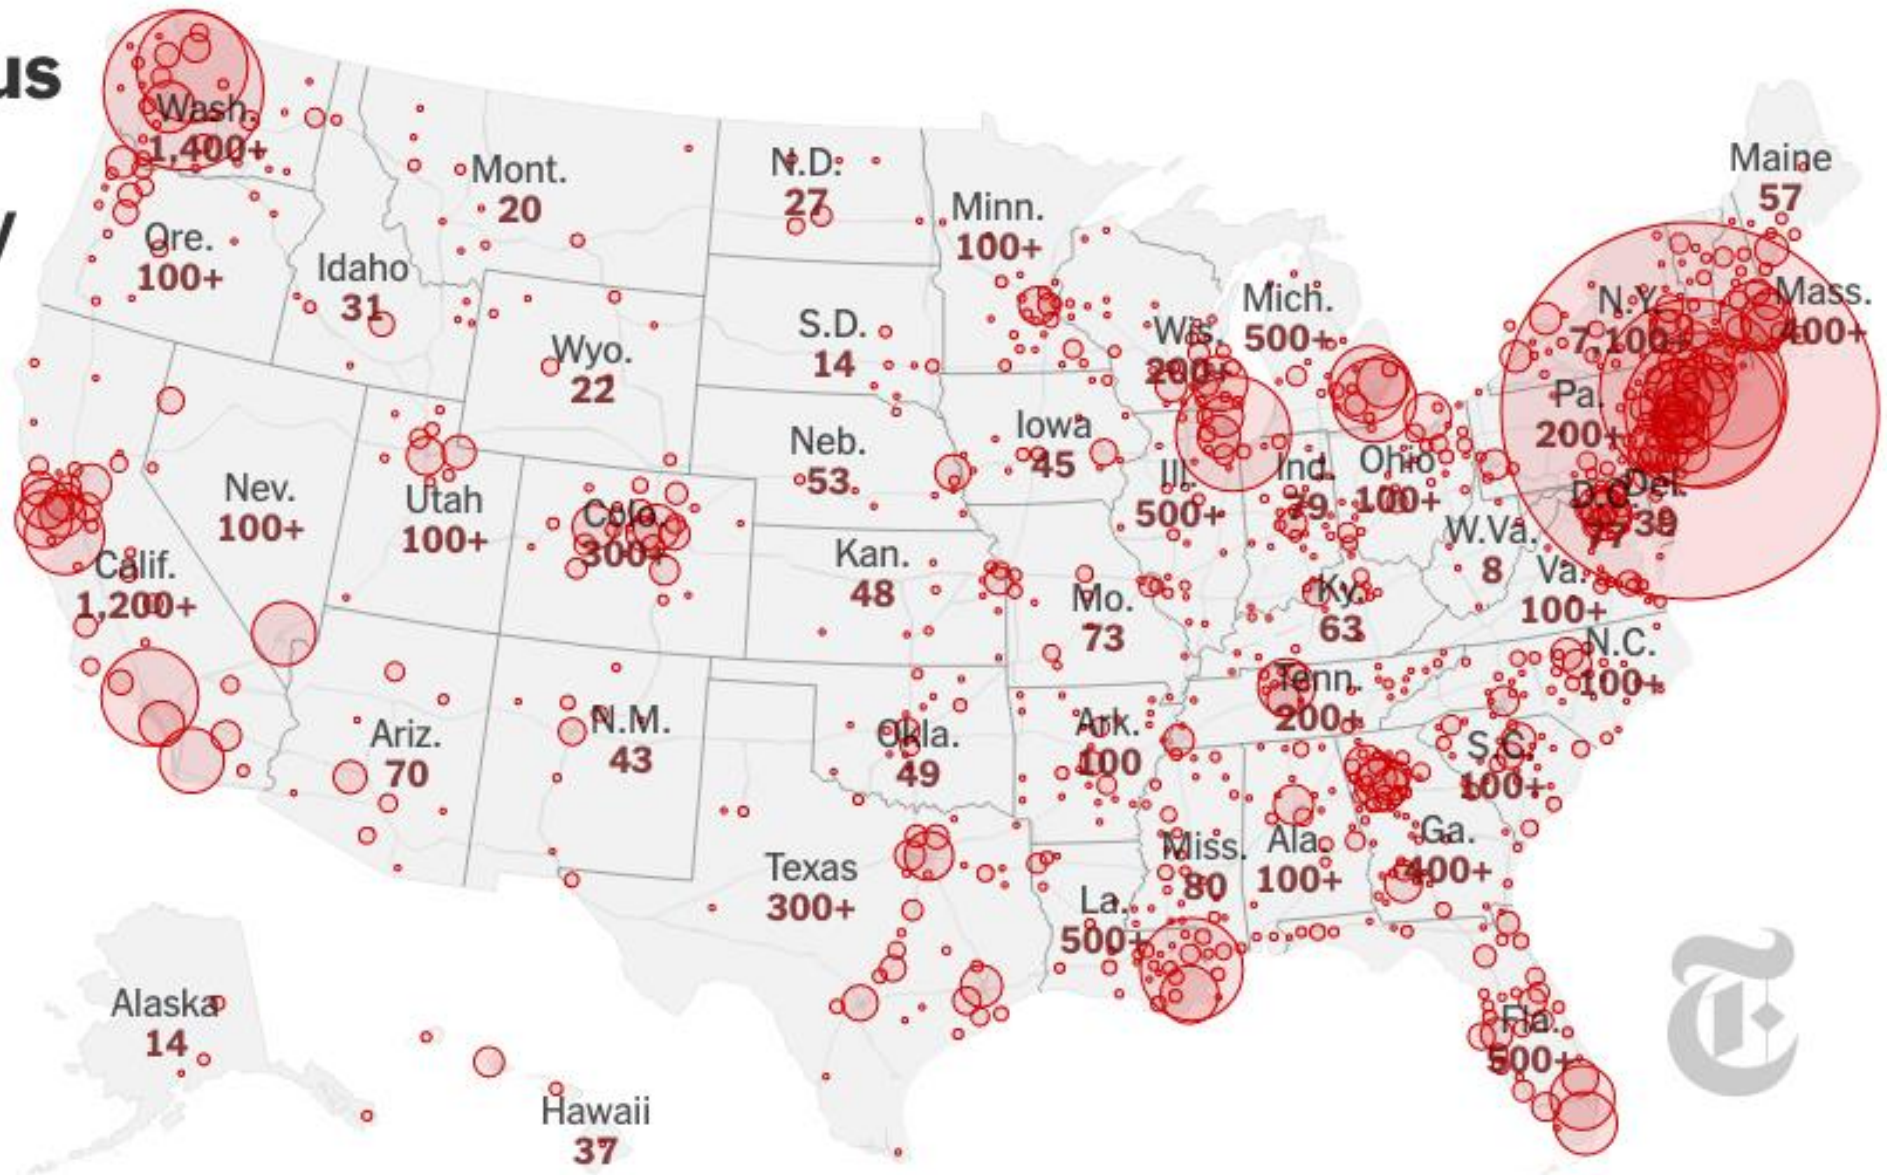 us
y
Wash.
1,400+
Mont.
20
N.D.
27
Minn.
100+
Maine
57
Ore.
100+
Idaho
31
Wyo.
22
S.D.
14
Wis.
200+
Mich.
500+
N.Y.
7,100+
Mass.
400+
Nev.
100+
Utah
100+
Colo.
300+
Neb.
53
Iowa
45
Ill.
500+
Ind.
79
Ohio
100+
Pa.
200+
D.C.
77
Del.
39
Calif.
1,200+
Kan.
48
Mo.
73
Ky.
63
W.Va.
8
Va.
100+
Ariz.
70
N.M.
43
Okla.
49
Ark.
100
Tenn.
200+
N.C.
100+
S.C.
100+
Texas
300+
La.
500+
Miss.
80
Ala.
100+
Ga.
400+
Fla.
500+
Alaska
14
Hawaii
37
T